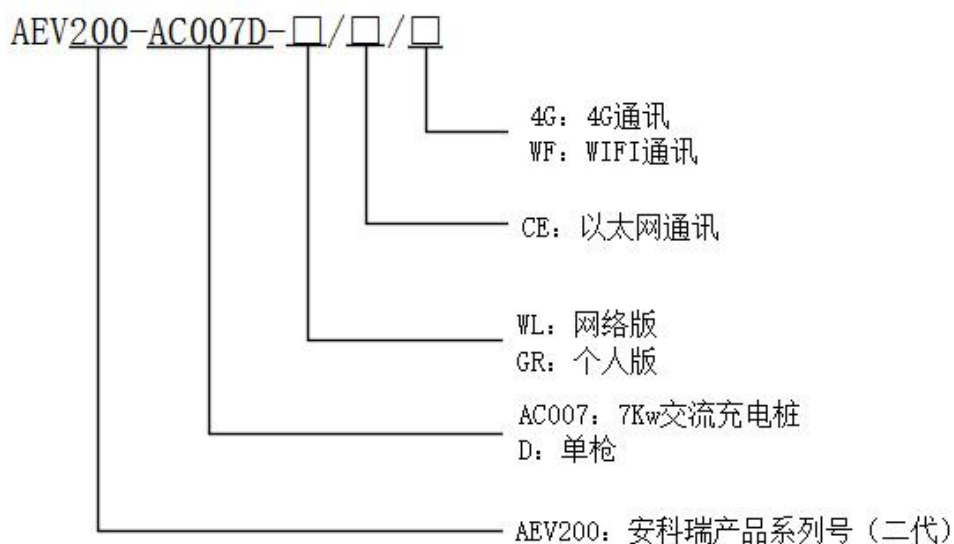 AEV200-AC007D-□/□/□
4G：4G通讯
WF：WIFI通讯
CE：以太网通讯
WL：网络版
GR：个人版
AC007：7Kw交流充电桩
D：单枪
AEV200：安科瑞产品系列号（二代）